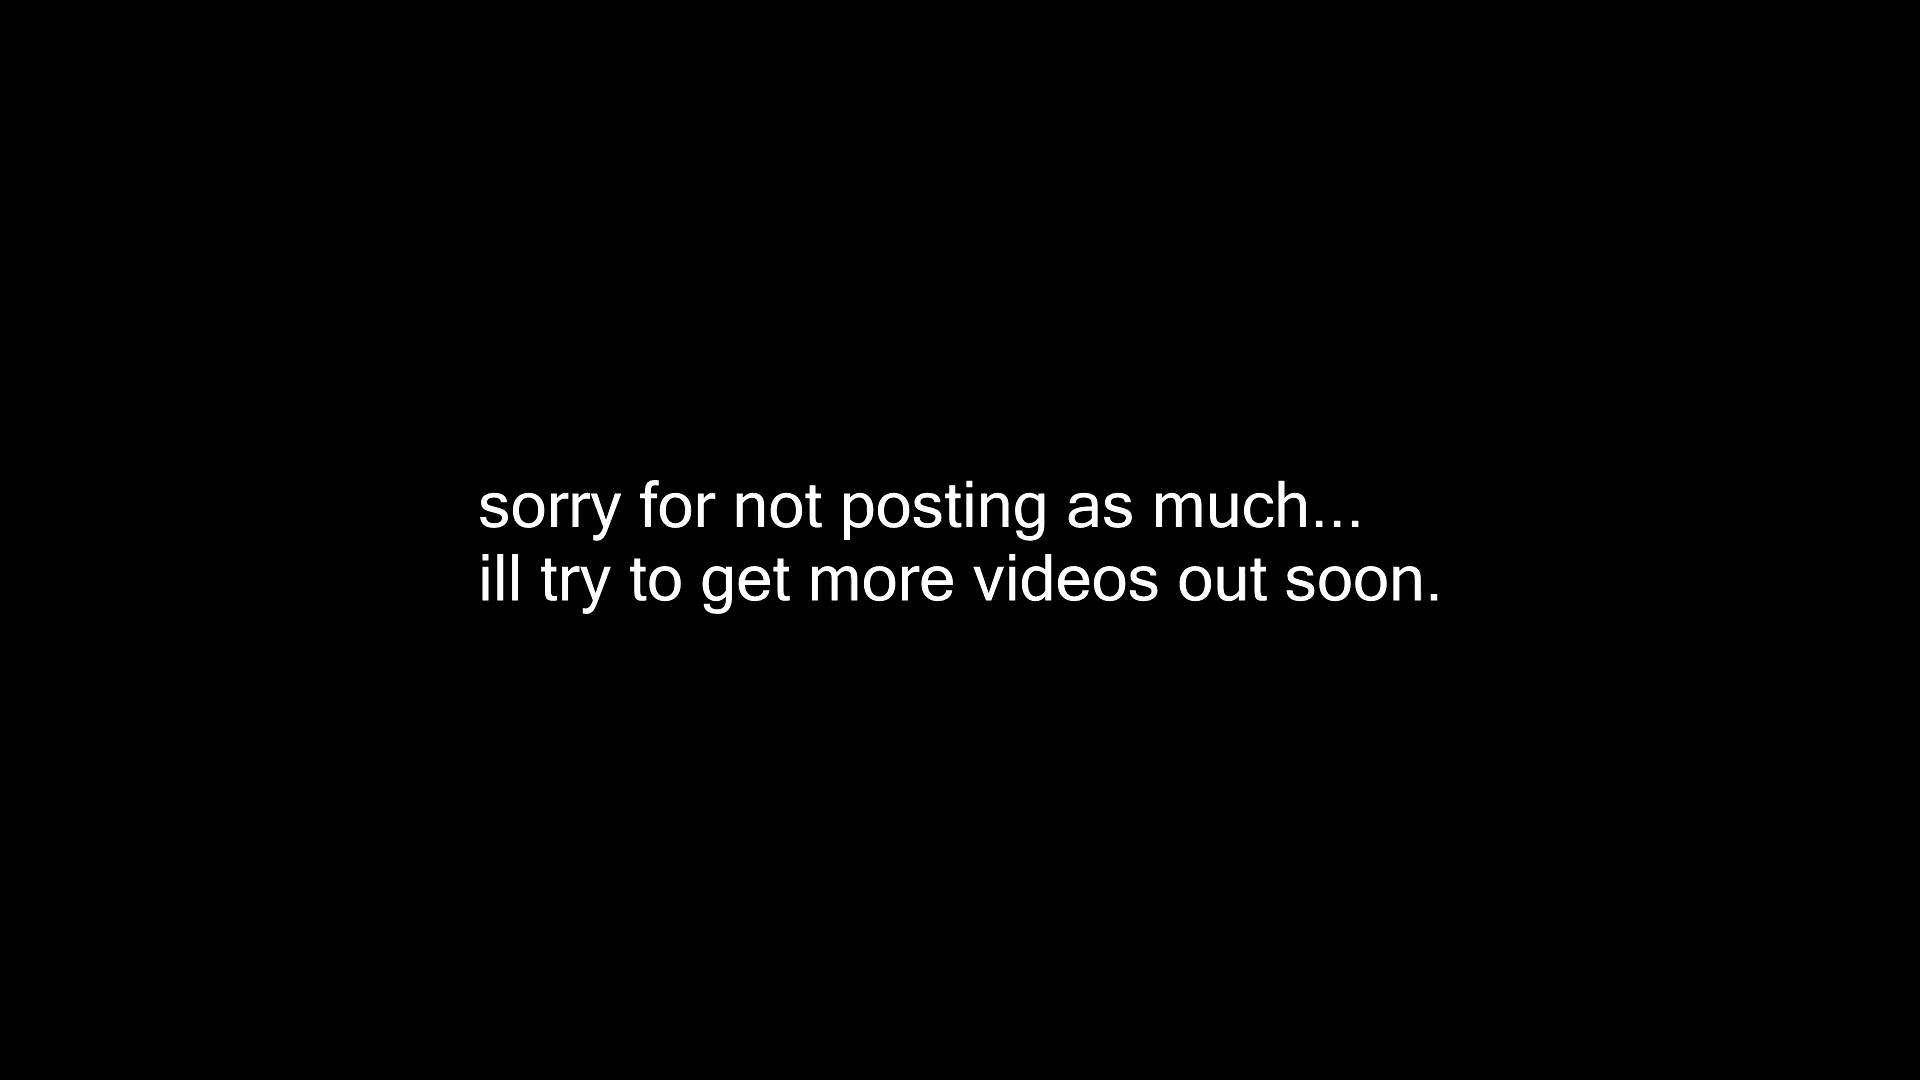 sorry for not posting as much...
ill try to get more videos out soon.